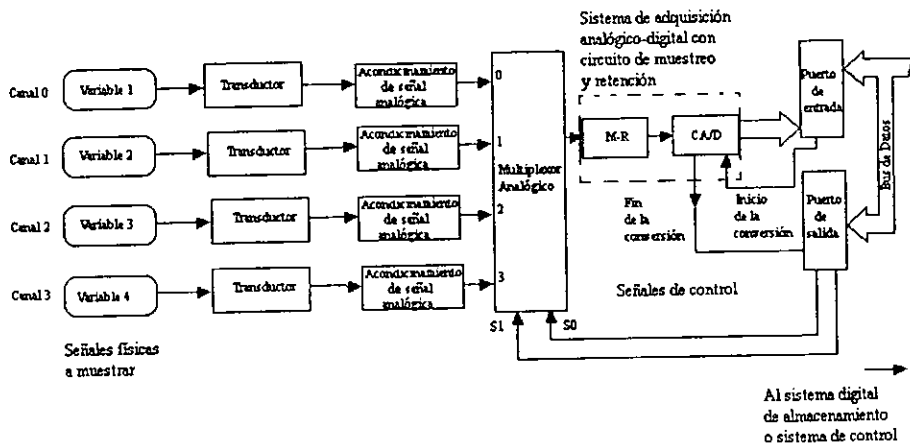 Sistema de adquisición
analógico-digital con
circuito de muestreo
y retención
Canal 0
Variable 1
Transductor
Acondicionamiento
de señal
analógica
0
Canal 1
Variable 2
Transductor
Acondicionamiento
de señal
analógica
1
Canal 2
Variable 3
Transductor
Acondicionamiento
de señal
analógica
2
Canal 3
Variable 4
Transductor
Acondicionamiento
de señal
analógica
3
Multiplexor
Analógico
S1
S0
M-R
CA/D
Puerto
de
entrada
Bus de Datos
Fin
de la
conversión
Inicio
de la
conversión
Puerto
de
salida
Señales de control
Señales físicas
a muestrar
Al sistema digital
de almacenamiento
o sistema de control